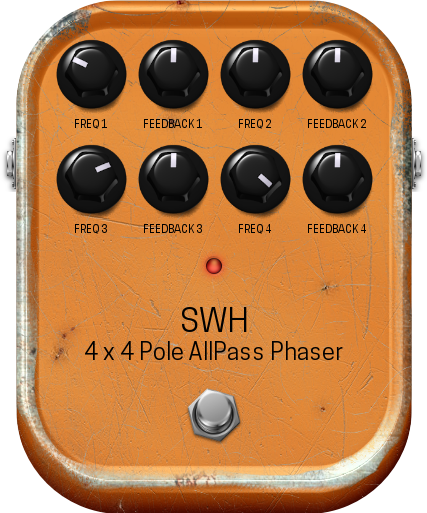 FREQ 1 FEEDBACK 1 FREQ 2 FEEDBACK 2
FREQ 3 FEEDBACK 3 FREQ 4 FEEDBACK 4
SWH
4 x 4 Pole AllPass Phaser